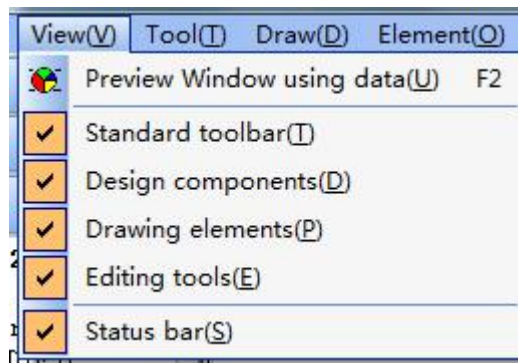 View(V) Tool(T) Draw(D) Element(O)
Preview Window using data(U) F2
Standard toolbar(T)
Design components(D)
Drawing elements(P)
Editing tools(E)
Status bar(S)